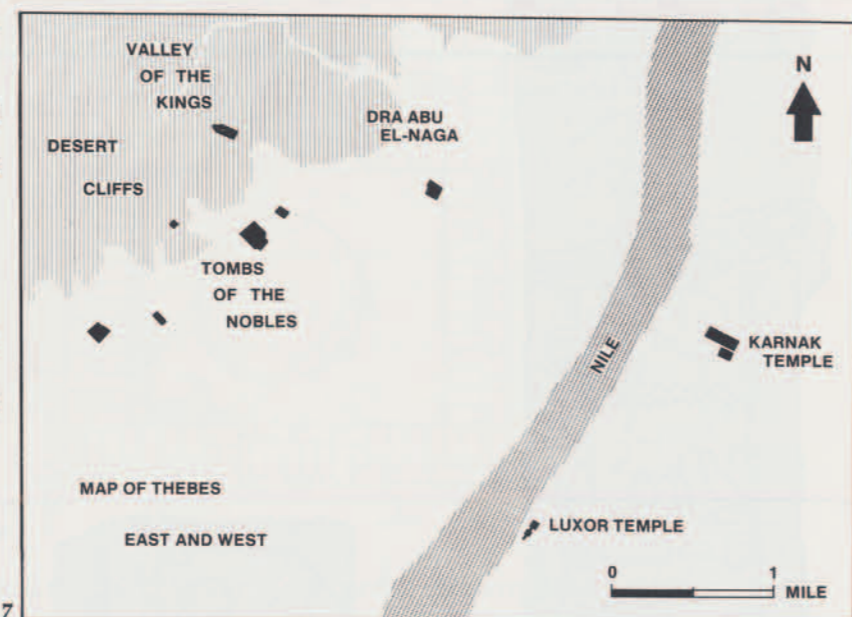 VALLEY
OF THE
KINGS
N
DRA ABU
EL-NAGA
DESERT
CLIFFS
TOMBS
OF THE
NOBLES
NILE
KARNAK
TEMPLE
MAP OF THEBES
EAST AND WEST
LUXOR TEMPLE
0 1
MILE
7